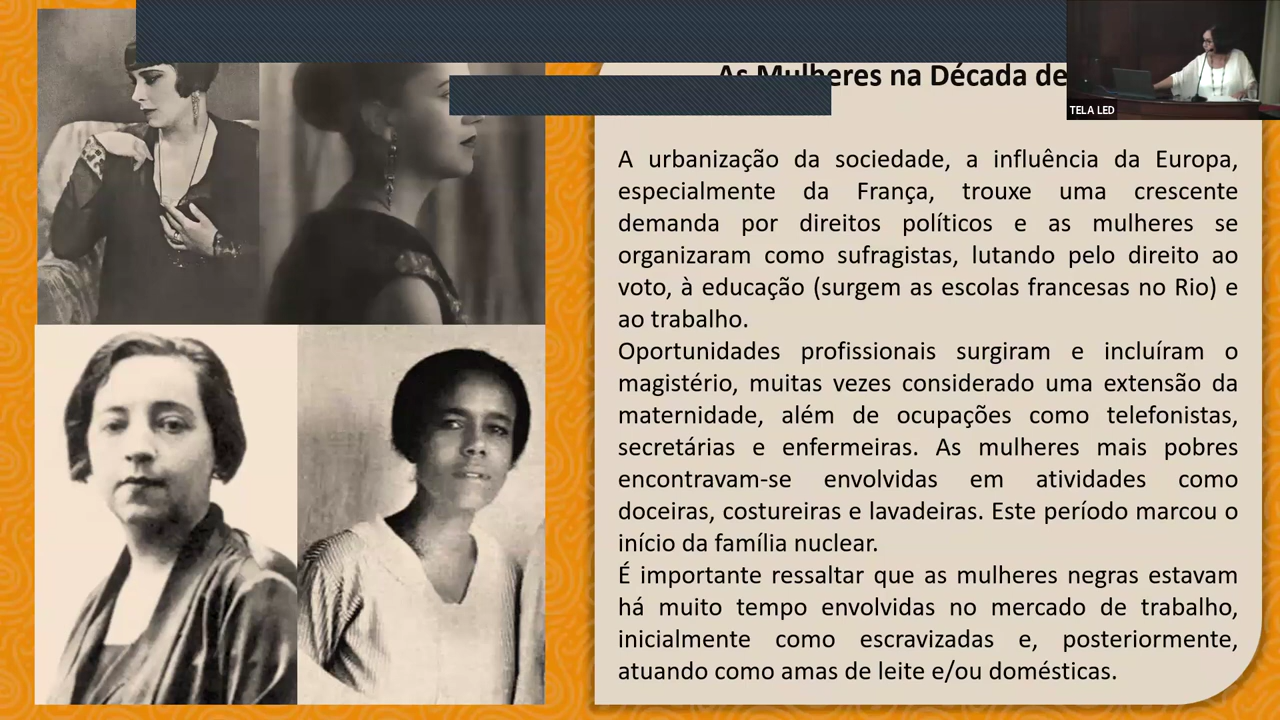 As Mulheres na Década de
TELA LED
A urbanização da sociedade, a influência da Europa,
especialmente da França, trouxe uma crescente
demanda por direitos políticos e as mulheres se
organizaram como sufragistas, lutando pelo direito ao
voto, à educação (surgem as escolas francesas no Rio) e
ao trabalho.
Oportunidades profissionais surgiram e incluíram o
magistério, muitas vezes considerado uma extensão da
maternidade, além de ocupações como telefonistas,
secretárias e enfermeiras. As mulheres mais pobres
encontravam-se envolvidas em atividades como
doceiras, costureiras e lavadeiras. Este período marcou o
início da família nuclear.
É importante ressaltar que as mulheres negras estavam
há muito tempo envolvidas no mercado de trabalho,
inicialmente como escravizadas e, posteriormente,
atuando como amas de leite e/ou domésticas.